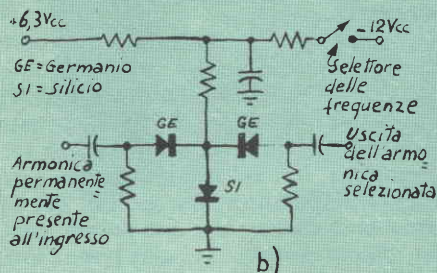 +6,3Vcc
-12Vcc
GE=Germanio
SI=silicio
Selettore
delle
frequenze
GE
GE
Armonica
permanente
mente
presente
all'ingresso
SI
Uscita
dell'armo
nica
selezionata
b)